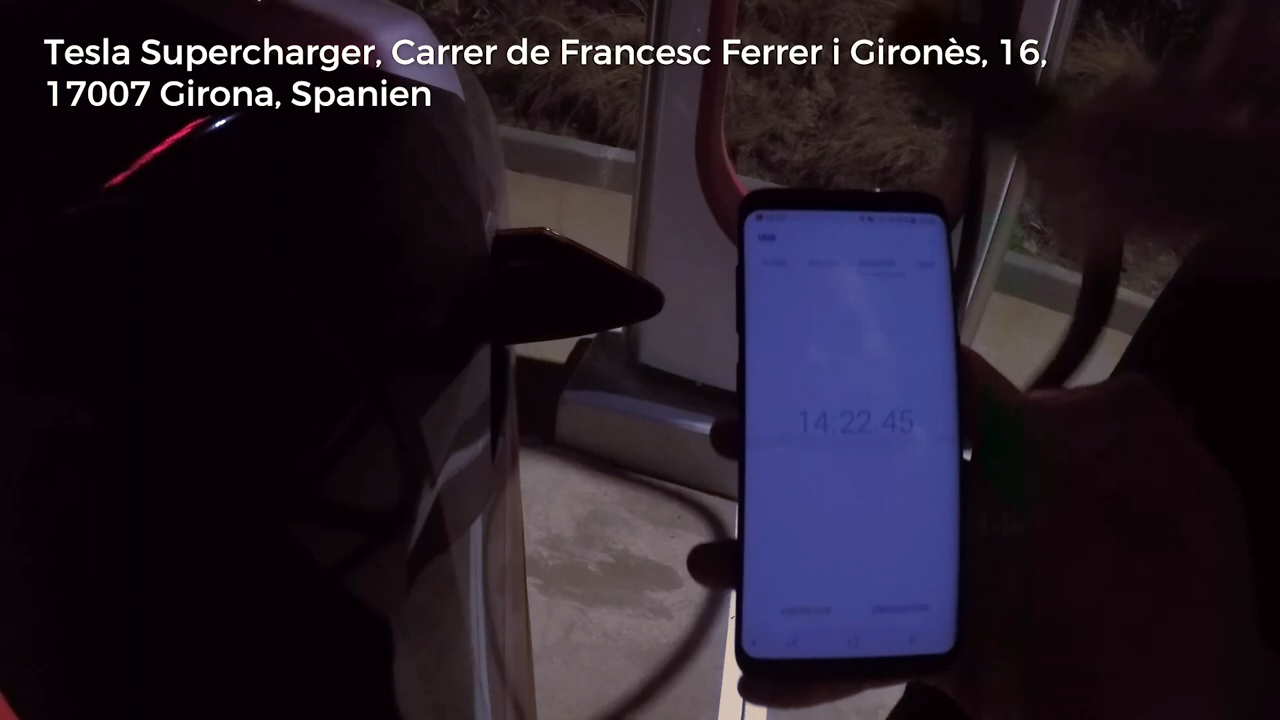 Tesla Supercharger, Carrer de Francesc Ferrer i Gironès, 16,
17007 Girona, Spanien
14:22.45